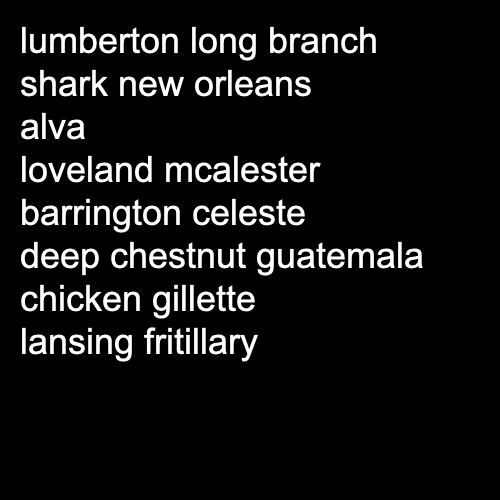 lumberton long branch
shark new orleans
alva
loveland mcalester
barrington celeste
deep chestnut guatemala
chicken gillette
lansing fritillary